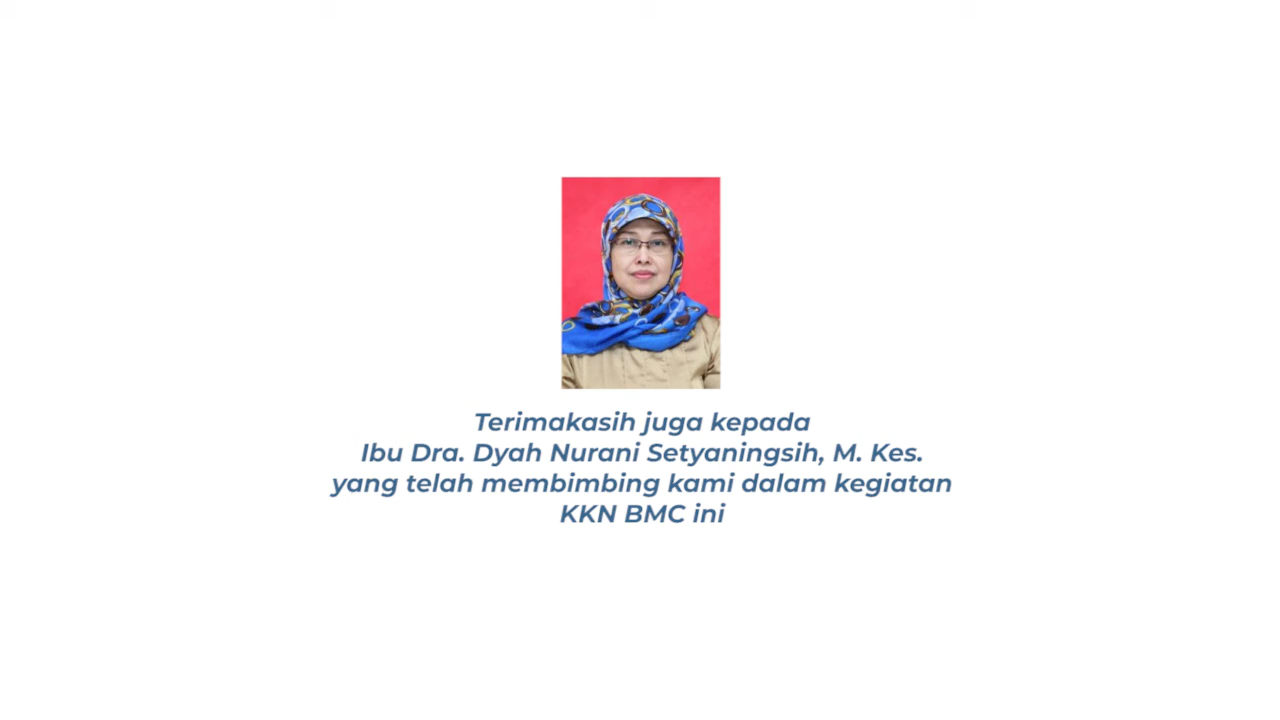 Terimakasih juga kepada
Ibu Dra. Dyah Nurani Setyaningsih, M. Kes.
yang telah membimbing kami dalam kegiatan
KKN BMC ini